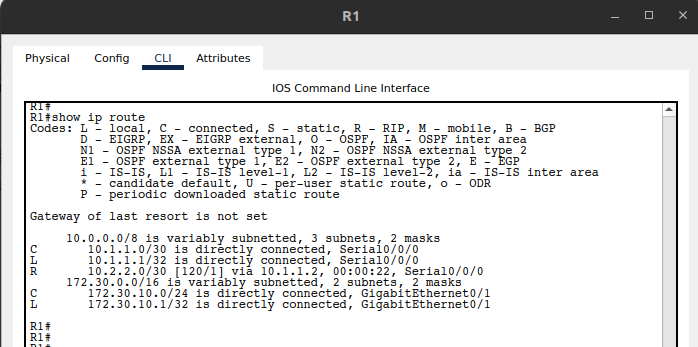 R1
Physical Config CLI Attributes
IOS Command Line Interface
R1#
R1#show ip route
Codes: L - local, C - connected, S - static, R - RIP, M - mobile, B - BGP
       D - EIGRP, EX - EIGRP external, O - OSPF, IA - OSPF inter area
       N1 - OSPF NSSA external type 1, N2 - OSPF NSSA external type 2
       E1 - OSPF external type 1, E2 - OSPF external type 2, E - EGP
       i - IS-IS, L1 - IS-IS level-1, L2 - IS-IS level-2, ia - IS-IS inter area
       * - candidate default, U - per-user static route, o - ODR
       P - periodic downloaded static route
Gateway of last resort is not set
     10.0.0.0/8 is variably subnetted, 3 subnets, 2 masks
C       10.1.1.0/30 is directly connected, Serial0/0/0
L       10.1.1.1/32 is directly connected, Serial0/0/0
R       10.2.2.0/30 [120/1] via 10.1.1.2, 00:00:22, Serial0/0/0
     172.30.0.0/16 is variably subnetted, 2 subnets, 2 masks
C       172.30.10.0/24 is directly connected, GigabitEthernet0/1
L       172.30.10.1/32 is directly connected, GigabitEthernet0/1
R1#
R1#
R1#